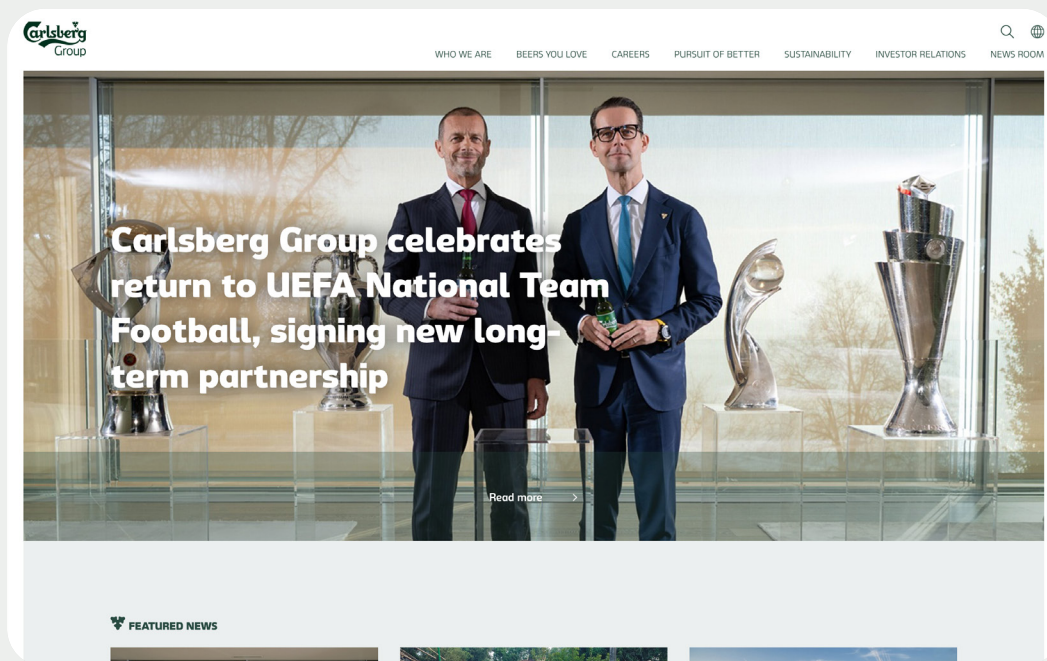 Carlsberg
Group
WHO WE ARE
BEERS YOU LOVE
CAREERS
PURSUIT OF BETTER
SUSTAINABILITY
INVESTOR RELATIONS
NEWS ROOM
Carlsberg Group celebrates
return to UEFA National Team
Football, signing new long-
term partnership
Read more
FEATURED NEWS